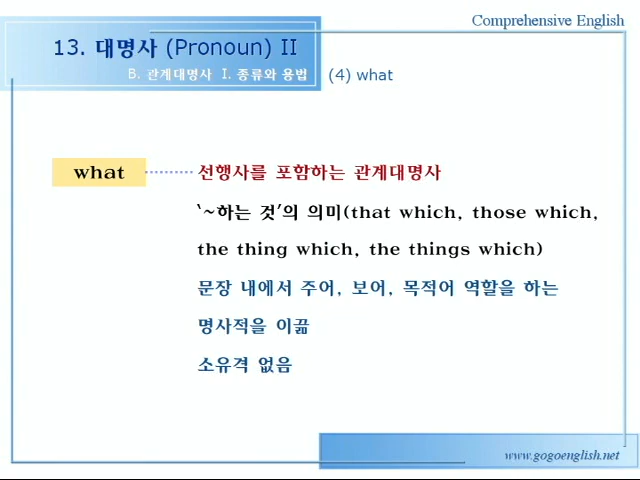 Comprehensive English
13. 대명사 (Pronoun) II
B. 관계대명사 I. 종류와 용법
(4) what
what
선행사를 포함하는 관계대명사
‘~하는 것’의 의미(that which, those which,
the thing which, the things which)
문장 내에서 주어, 보어, 목적어 역할을 하는
명사적을 이끎
소유격 없음
www.gogoenglish.net